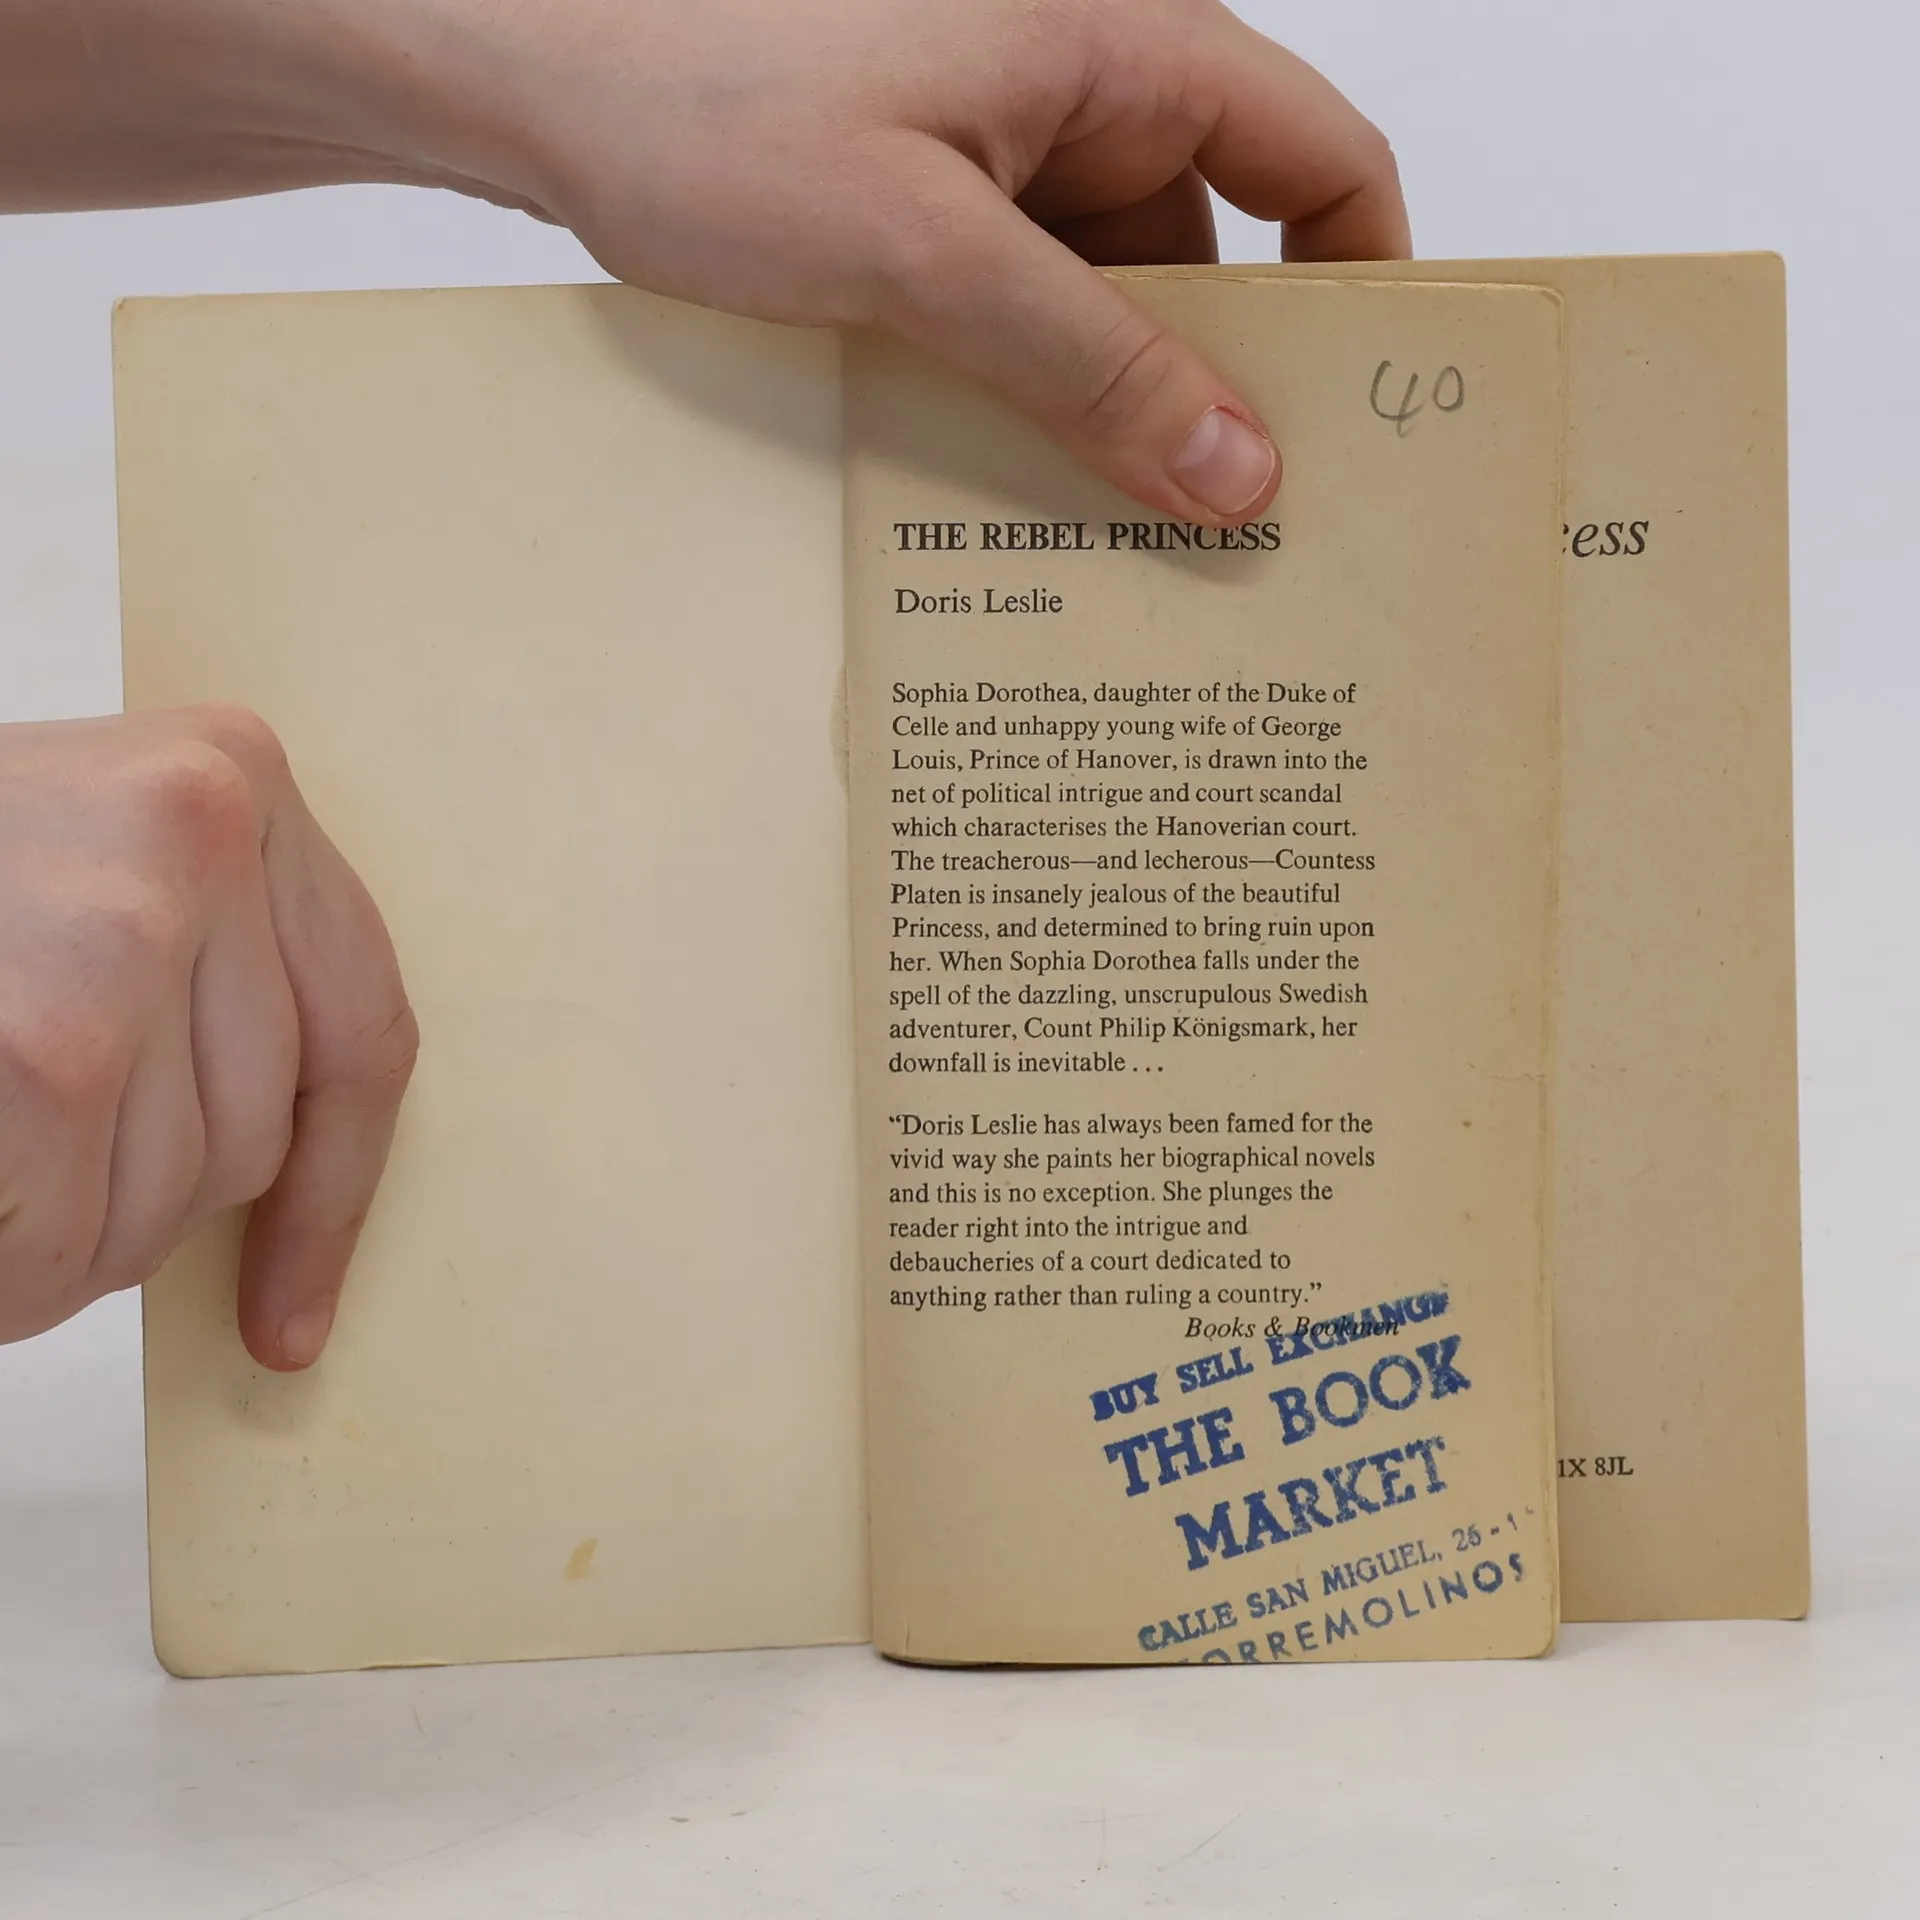 40
THE REBEL PRINCESS
cess
Doris Leslie
Sophia Dorothea, daughter of the Duke of
Celle and unhappy young wife of George
Louis, Prince of Hanover, is drawn into the
net of political intrigue and court scandal
which characterises the Hanoverian court.
The treacherous—and lecherous—Countess
Platen is insanely jealous of the beautiful
Princess, and determined to bring ruin upon
her. When Sophia Dorothea falls under the
spell of the dazzling, unscrupulous Swedish
adventurer, Count Philip Königsmark, her
downfall is inevitable...
“Doris Leslie has always been famed for the
vivid way she paints her biographical novels
and this is no exception. She plunges the
reader right into the intrigue and
debaucheries of a court dedicated to
anything rather than ruling a country.”
Books & Bookmen
BUY SELL EXCHANGE
THE BOOK
MARKET
CALLE SAN MIGUEL, 26 - 1
TORREMOLINOS
1X 8JL